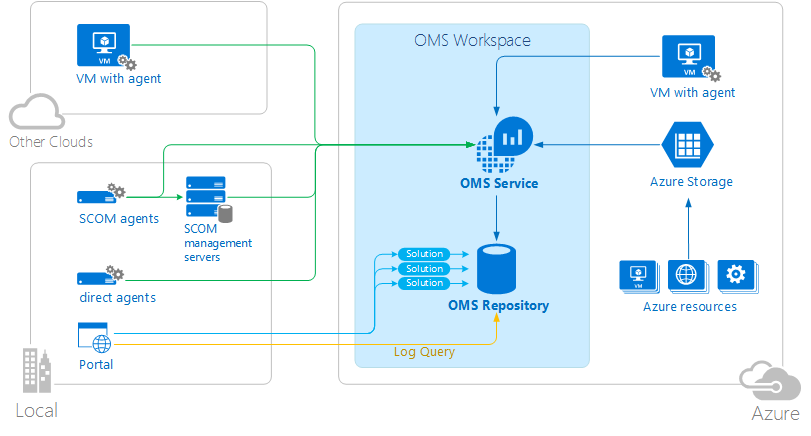 OMS Workspace
VM
VM with agent
VM
VM with agent
Other Clouds
OMS Service
Azure Storage
SCOM agents
SCOM
management
servers
Solution
Solution
Solution
direct agents
OMS Repository
VM
Azure resources
Portal
Log Query
Local
Azure